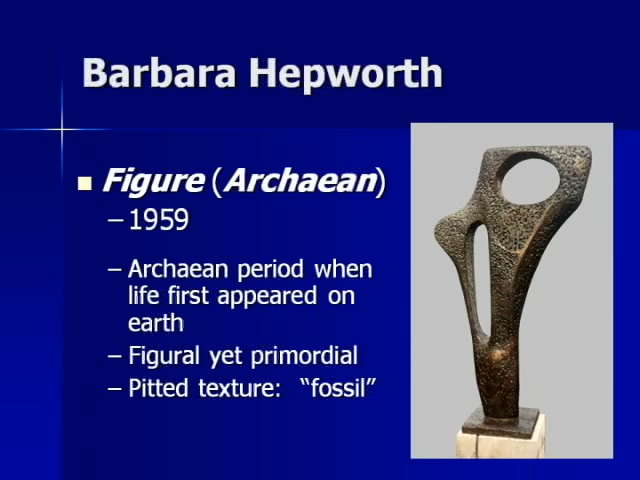 Barbara Hepworth
Figure (Archaean)
– 1959
– Archaean period when
life first appeared on
earth
– Figural yet primordial
– Pitted texture:  “fossil”